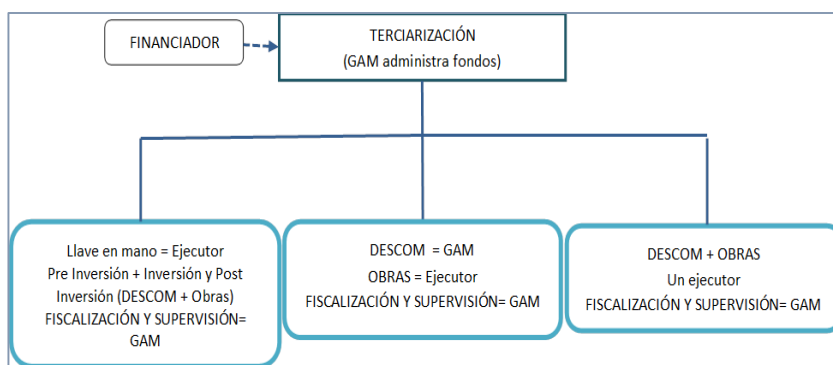 FINANCIADOR
TERCIARIZACIÓN
(GAM administra fondos)
Llave en mano = Ejecutor
Pre Inversión + Inversión y Post
Inversión (DESCOM + Obras)
FISCALIZACIÓN Y SUPERVISIÓN=
GAM
DESCOM = GAM
OBRAS = Ejecutor
FISCALIZACIÓN Y SUPERVISIÓN= GAM
DESCOM + OBRAS
Un ejecutor
FISCALIZACIÓN Y SUPERVISIÓN= GAM